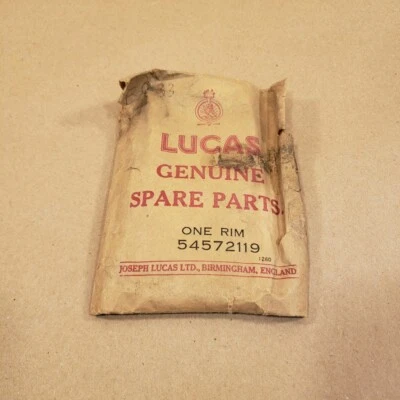 LUCAS
GENUINE
SPARE PARTS.
ONE RIM
54572119
JOSEPH LUCAS LTD., BIRMINGHAM, ENGLAND